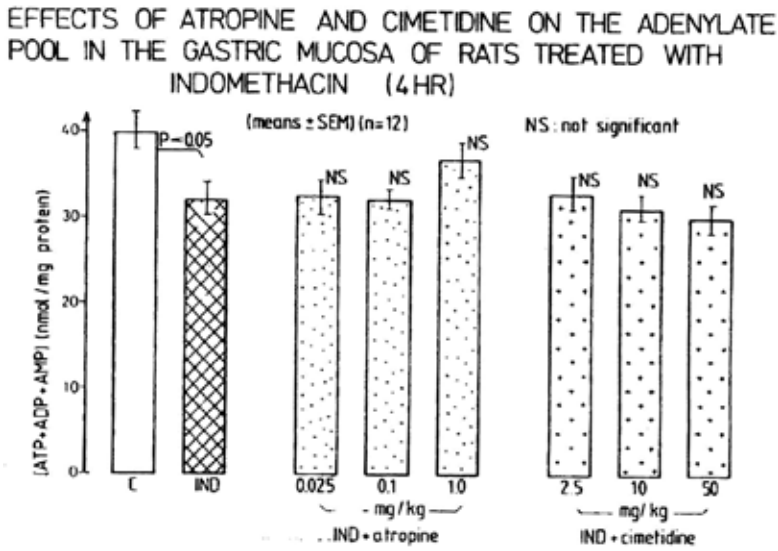 EFFECTS OF ATROPINE AND CIMETIDINE ON THE ADENYLATE
POOL IN THE GASTRIC MUCOSA OF RATS TREATED WITH
INDOMETHACIN (4HR)
(means ± SEM) (n=12)
NS: not significant
[ATP+ADP+AMP] (nmol/mg protein)
40
30
20
10
0
P<0.05
NS NS NS NS NS NS
C IND 0.025 0.1 1.0 2.5 10 50
mg/kg mg/kg
IND+atropine IND+cimetidine